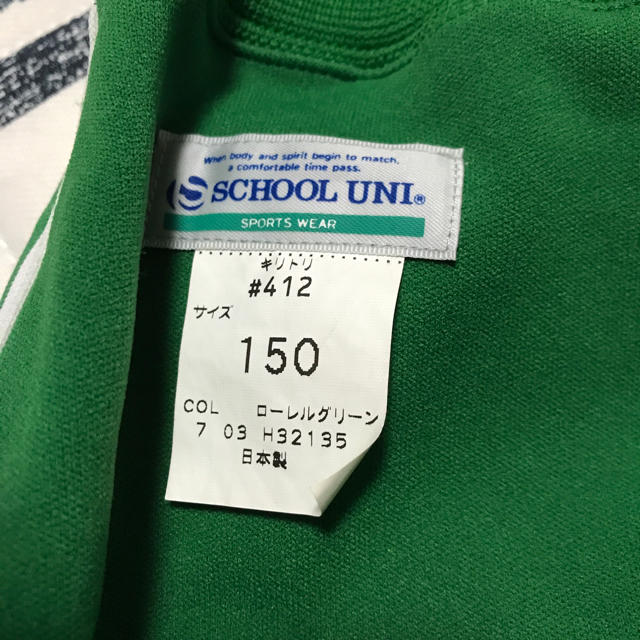 When body and spirit begin to match,
a comfortable time pass.
SCHOOL UNI®
SPORTS WEAR
キリトリ
#412
サイズ
150
COL ローレルグリーン
7 03 H32135
日本製